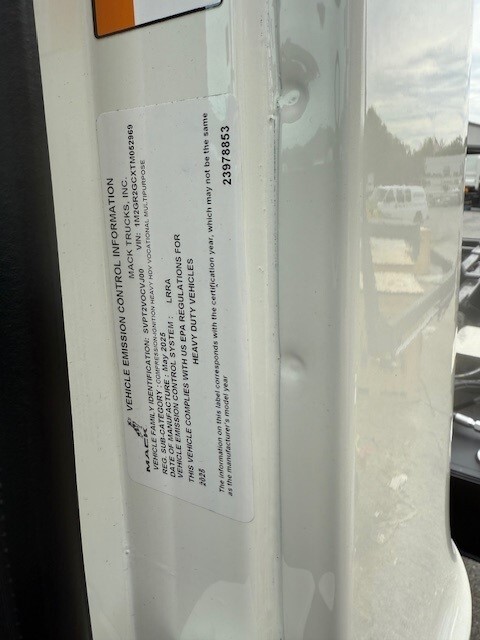 VEHICLE EMISSION CONTROL INFORMATION
MACK TRUCKS, INC.
MACK
VEHICLE FAMILY IDENTIFICATION: SVPT2VOCVJ00 VIN: 1M2GR2GCXTM052969
REG. SUB-CATEGORY : COMPRESSION-IGNITION HEAVY HDV VOCATIONAL MULTIPURPOSE
DATE OF MANUFACTURE : May 2025
VEHICLE EMISSION CONTROL SYSTEM : LRRA
THIS VEHICLE COMPLIES WITH US EPA REGULATIONS FOR
2025 HEAVY DUTY VEHICLES
The information on this label corresponds with the certification year, which may not be the same
as the manufacturer's model year
23978853